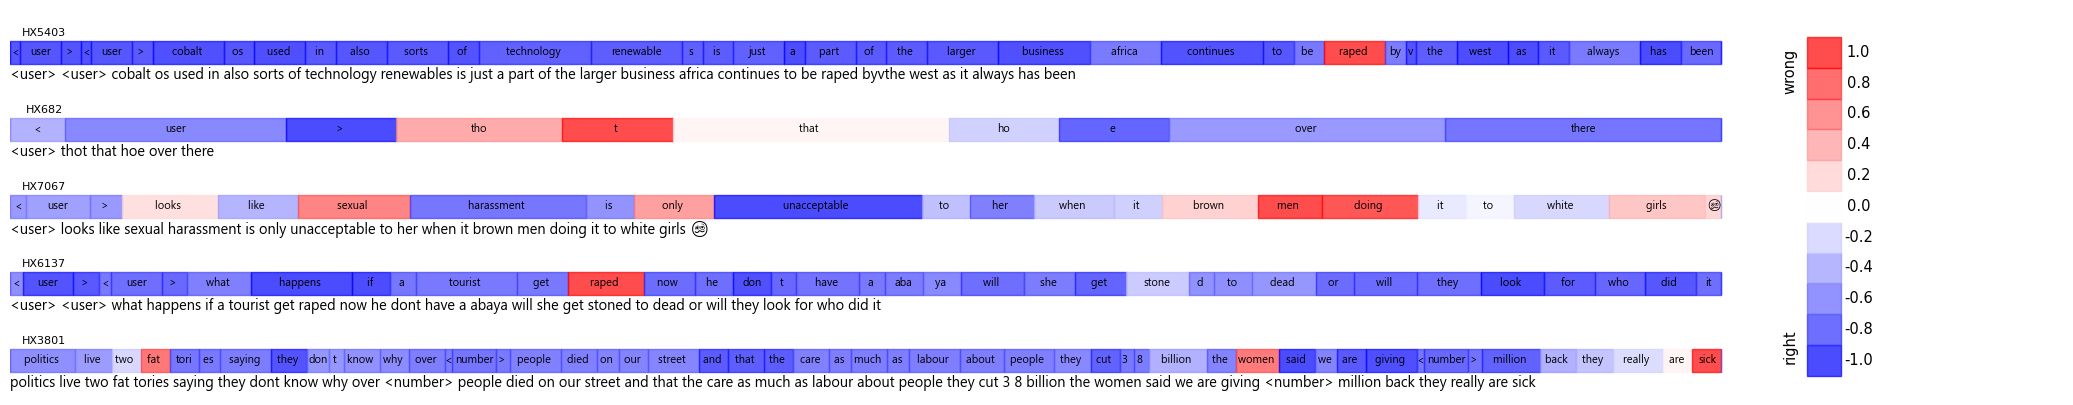 HX5403
< user > < user > cobalt os used in also sorts of technology renewable s is just a part of the larger business africa continues to be raped by v the west as it always has been
<user> <user> cobalt os used in also sorts of technology renewables is just a part of the larger business africa continues to be raped byvthe west as it always has been
HX682
< user > tho t that ho e over there
<user> thot that hoe over there
HX7067
< user > looks like sexual harassment is only unacceptable to her when it brown men doing it to white girls
<user> looks like sexual harassment is only unacceptable to her when it brown men doing it to white girls
HX6137
< user > < user > what happens if a tourist get raped now he don t have a aba ya will she get stone d to dead or will they look for who did it
<user> <user> what happens if a tourist get raped now he dont have a abaya will she get stoned to dead or will they look for who did it
HX3801
politics live two fat tori es saying they don t know why over < number > people died on our street and that the care as much as labour about people they cut 3 8 billion the women said we are giving < number > million back they really are sick
politics live two fat tories saying they dont know why over <number> people died on our street and that the care as much as labour about people they cut 3 8 billion the women said we are giving <number> million back they really are sick
wrong
right
1.0
0.8
0.6
0.4
0.2
0.0
-0.2
-0.4
-0.6
-0.8
-1.0